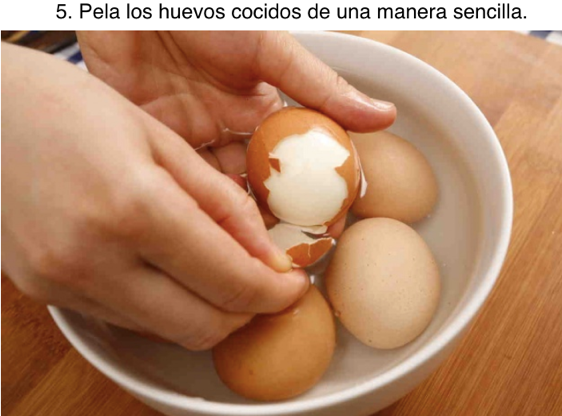 5. Pela los huevos cocidos de una manera sencilla.